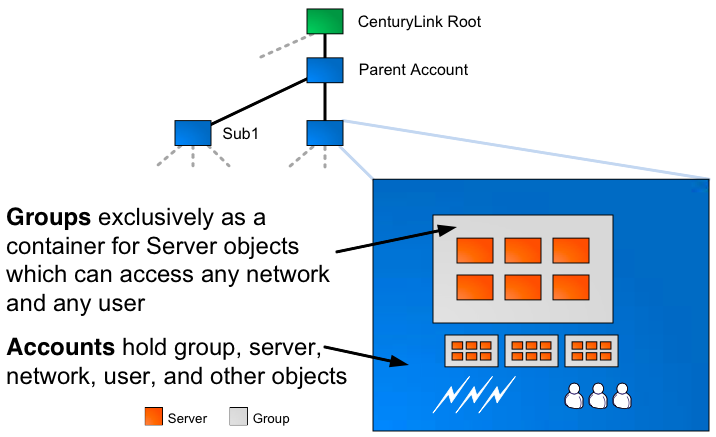 CenturyLink Root
Parent Account
Sub1
Groups exclusively as a
container for Server objects
which can access any network
and any user
Accounts hold group, server,
network, user, and other objects
Server
Group